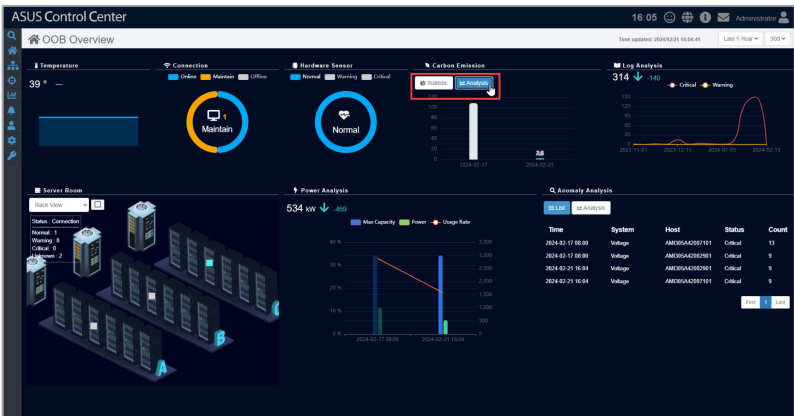 ASUS Control Center
16:05
Administrator
OOB Overview
Time updated: 2024/02/21 16:04:41
Last 1 Year
30d
Temperature
39 °
--
Connection
Online
Maintain
Offline
1
Maintain
Hardware Sensor
Normal
Warning
Critical
Normal
Carbon Emission
Statistic
Analysis
120
100
80
60
40
20
0
2024-02-17
2024-02-21
Log Analysis
314
-149
Critical
Warning
150
120
90
60
30
0
2023-11-01
2023-12-15
2024-01-05
2024-02-15
Server Room
Rack View
Status : Connection
Normal : 1
Warning : 0
Critical : 0
Unknown : 2
A
B
Power Analysis
534 kW
-469
Max Capacity
Power
Usage Rate
40 %
30 %
20 %
10 %
0 %
3,500
3,000
2,500
2,000
1,500
1,000
500
0
2024-02-17 08:00
2024-02-21 16:04
Anomaly Analysis
List
Analysis
Time System Host Status Count
2024-02-17 08:00 Voltage AM305A42007101 Critical 13
2024-02-17 08:00 Voltage AM305A42002901 Critical 9
2024-02-21 16:04 Voltage AM305A42002901 Critical 9
2024-02-21 16:04 Voltage AM305A42007101 Critical 9
First 1 Last